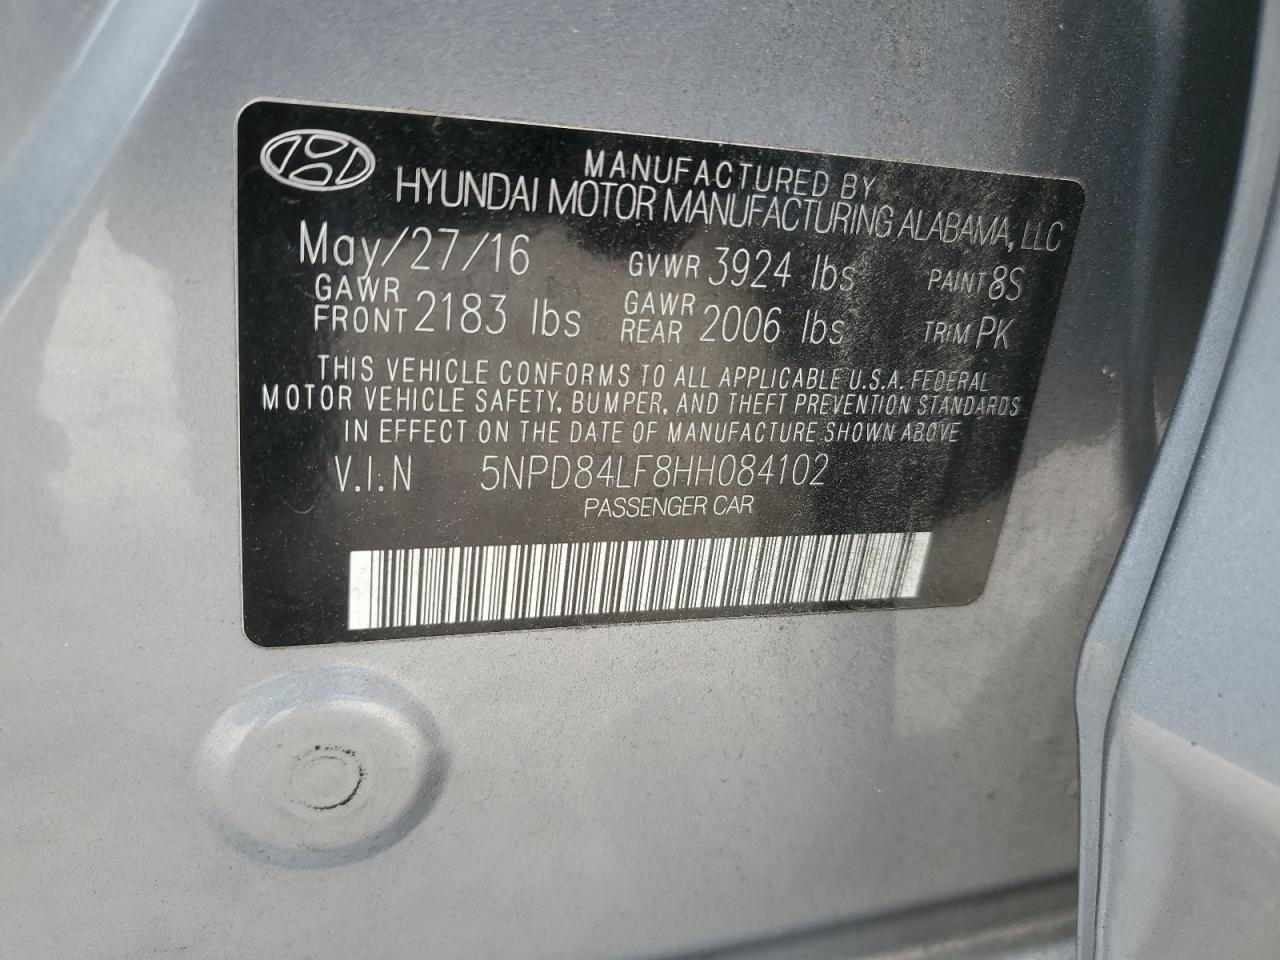 MANUFACTURED BY
HYUNDAI MOTOR MANUFACTURING ALABAMA, LLC
May/27/16 GVWR 3924 lbs PAINT 8S
GAWR FRONT 2183 lbs GAWR REAR 2006 lbs TRIM PK
THIS VEHICLE CONFORMS TO ALL APPLICABLE U.S.A. FEDERAL
MOTOR VEHICLE SAFETY, BUMPER, AND THEFT PREVENTION STANDARDS
IN EFFECT ON THE DATE OF MANUFACTURE SHOWN ABOVE
V.I.N 5NPD84LF8HH084102
PASSENGER CAR